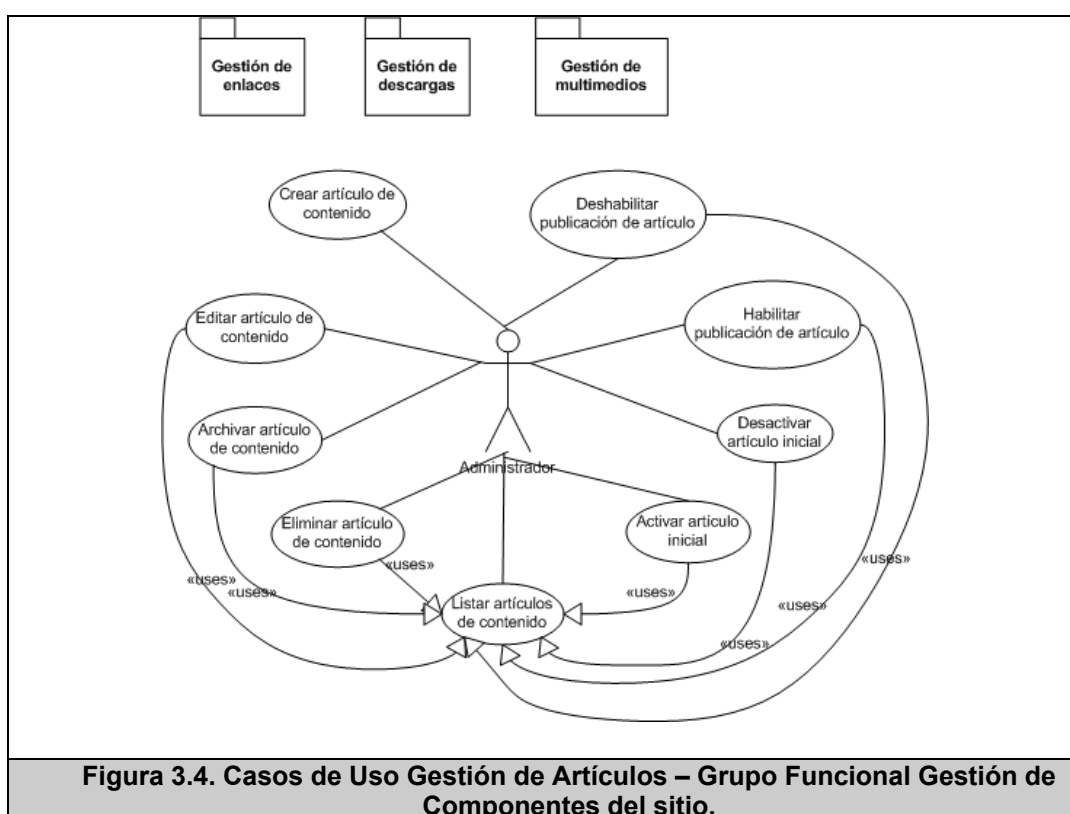 Gestión de
enlaces
Gestión de
descargas
Gestión de
multimedios
Crear artículo de
contenido
Deshabilitar
publicación de artículo
Editar artículo de
contenido
Habilitar
publicación de artículo
Archivar artículo
de contenido
Desactivar
artículo inicial
Administrador
Eliminar artículo
de contenido
Activar artículo
inicial
«uses»
«uses»
«uses»
«uses»
«uses»
«uses»
«uses»
Listar artículos
de contenido
Figura 3.4. Casos de Uso Gestión de Artículos – Grupo Funcional Gestión de
Componentes del sitio.